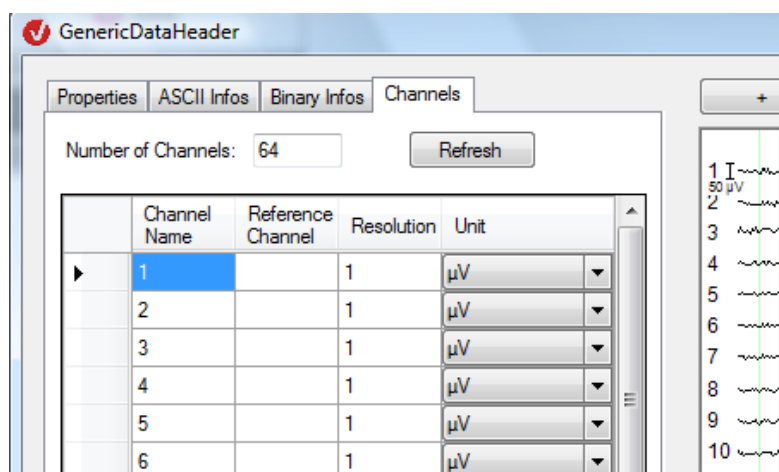 GenericDataHeader
Properties ASCII Infos Binary Infos Channels
+
Number of Channels: 64 Refresh
Channel Name Reference Channel Resolution Unit
1 1 µV
2 1 µV
3 1 µV
4 1 µV
5 1 µV
6 1 µV
1
50 µV
2
3
4
5
6
7
8
9
10